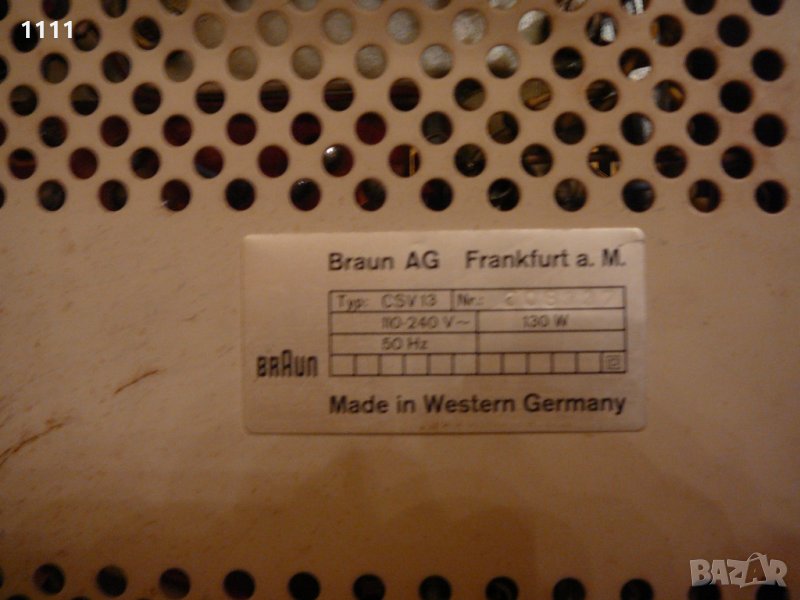 1111
Braun AG Frankfurt a. M.
Typ: CSV 13 Nr.:
110-240 V~ 130 W
50 Hz
BRAUN
Made in Western Germany
BAZAR